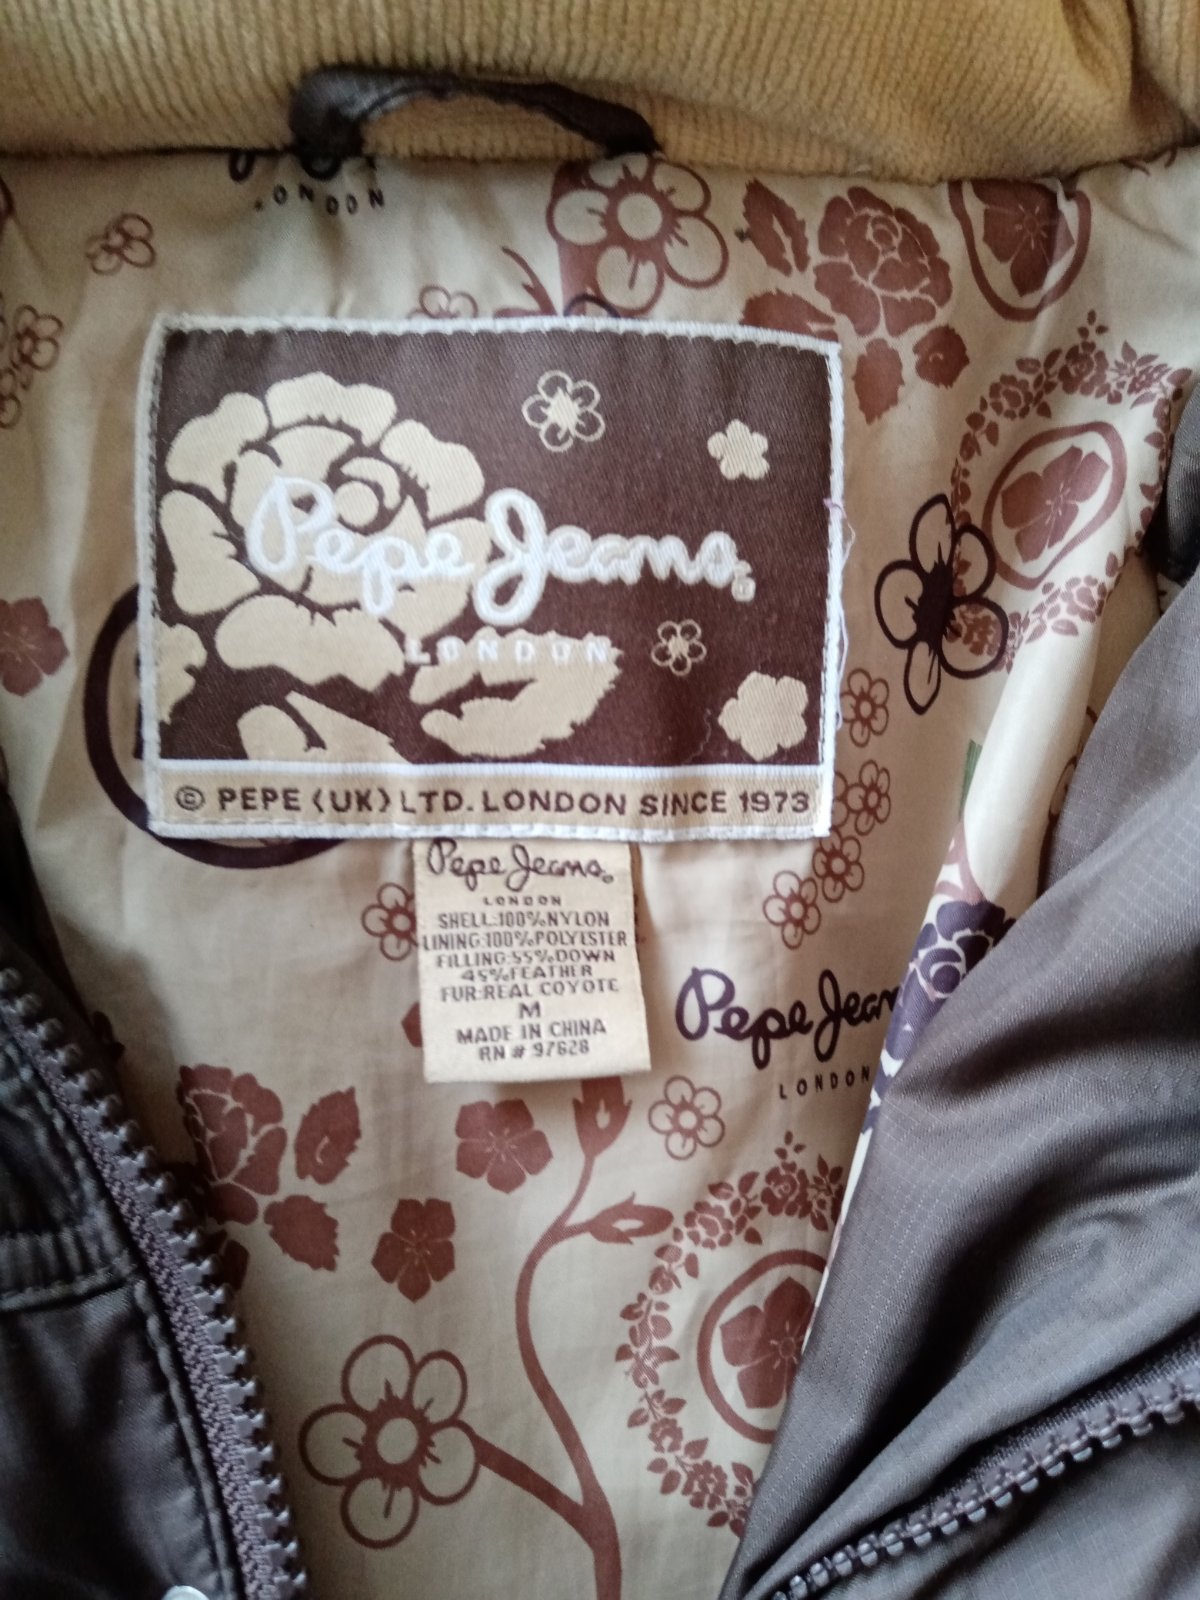 LONDON
Pepe Jeans
LONDON
© PEPE (UK) LTD. LONDON SINCE 1973
Pepe Jeans
LONDON
SHELL:100%NYLON
LINING:100%POLYESTER
FILLING:55%DOWN
45%FEATHER
FUR:REAL COYOTE
M
MADE IN CHINA
RN # 97628
Pepe Jean
LONDON